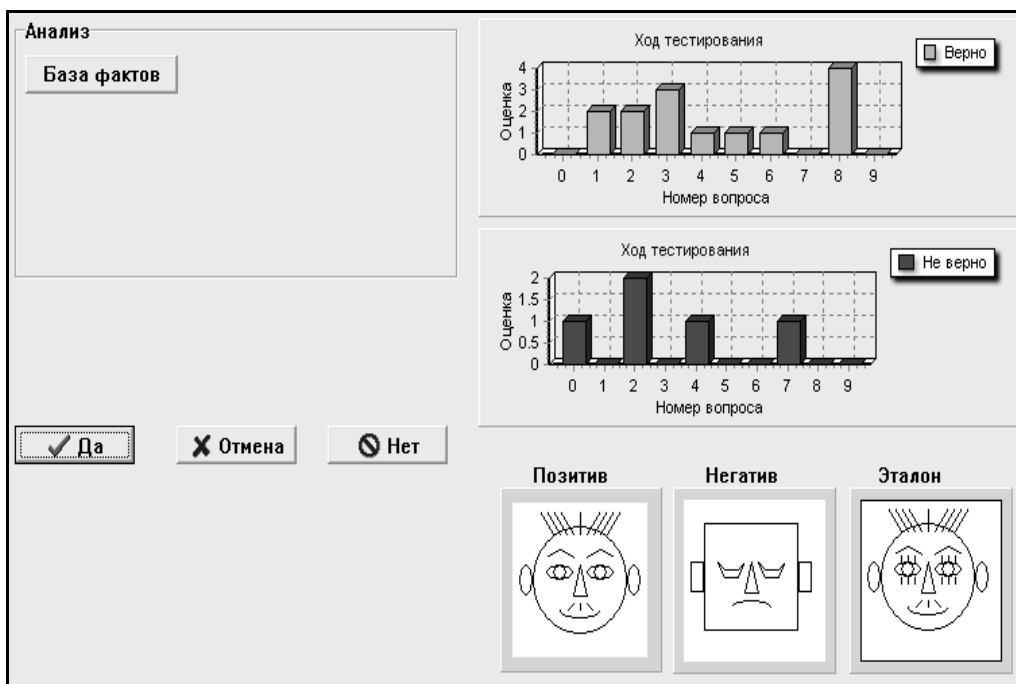 Анализ
База фактов
Ход тестирования
Верно
Оценка
4
3
2
1
0
0 1 2 3 4 5 6 7 8 9
Номер вопроса
Ход тестирования
Не верно
Оценка
2
1.5
1
0.5
0
0 1 2 3 4 5 6 7 8 9
Номер вопроса
Да Отмена Нет
Позитив Негатив Эталон